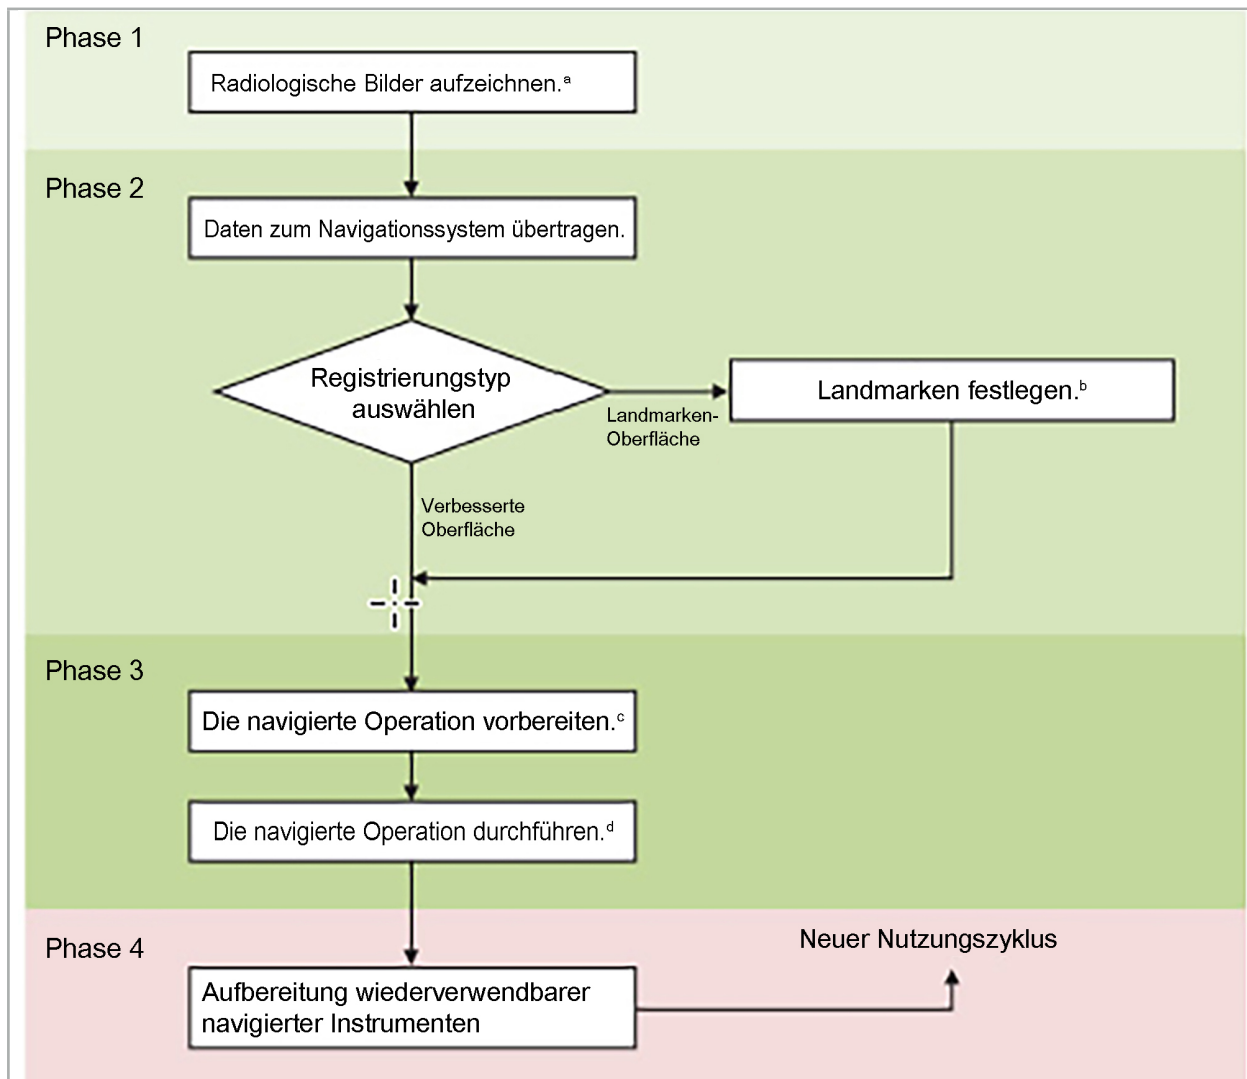 Phase 1
Radiologische Bilder aufzeichnen.ᵃ
Phase 2
Daten zum Navigationssystem übertragen.
Registrierungstyp
auswählen
Landmarken festlegen.ᵇ
Landmarken-
Oberfläche
Verbesserte
Oberfläche
Phase 3
Die navigierte Operation vorbereiten.ᶜ
Die navigierte Operation durchführen.ᵈ
Phase 4
Neuer Nutzungszyklus
Aufbereitung wiederverwendbarer
navigierter Instrumenten